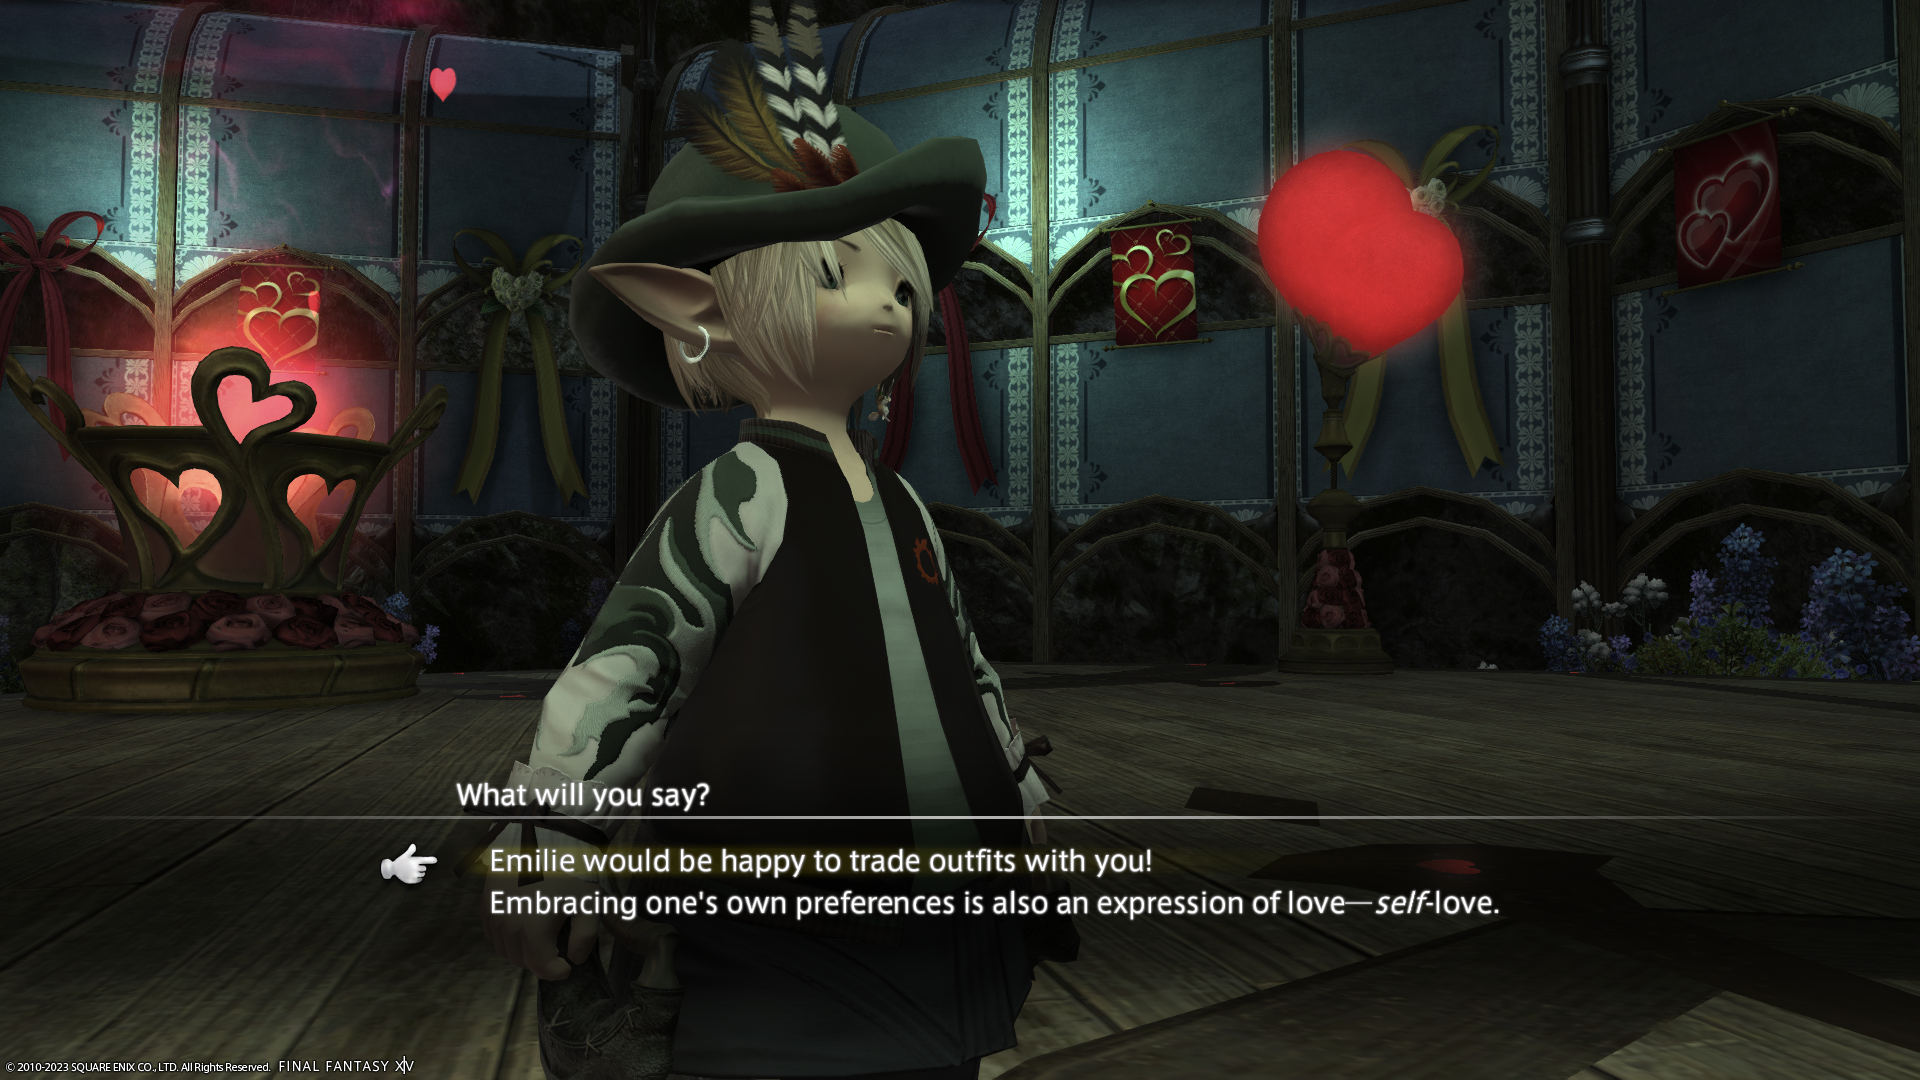 What will you say?
Emilie would be happy to trade outfits with you!
Embracing one's own preferences is also an expression of love—self-love.
© 2010-2023 SQUARE ENIX CO., LTD. All Rights Reserved. FINAL FANTASY XIV